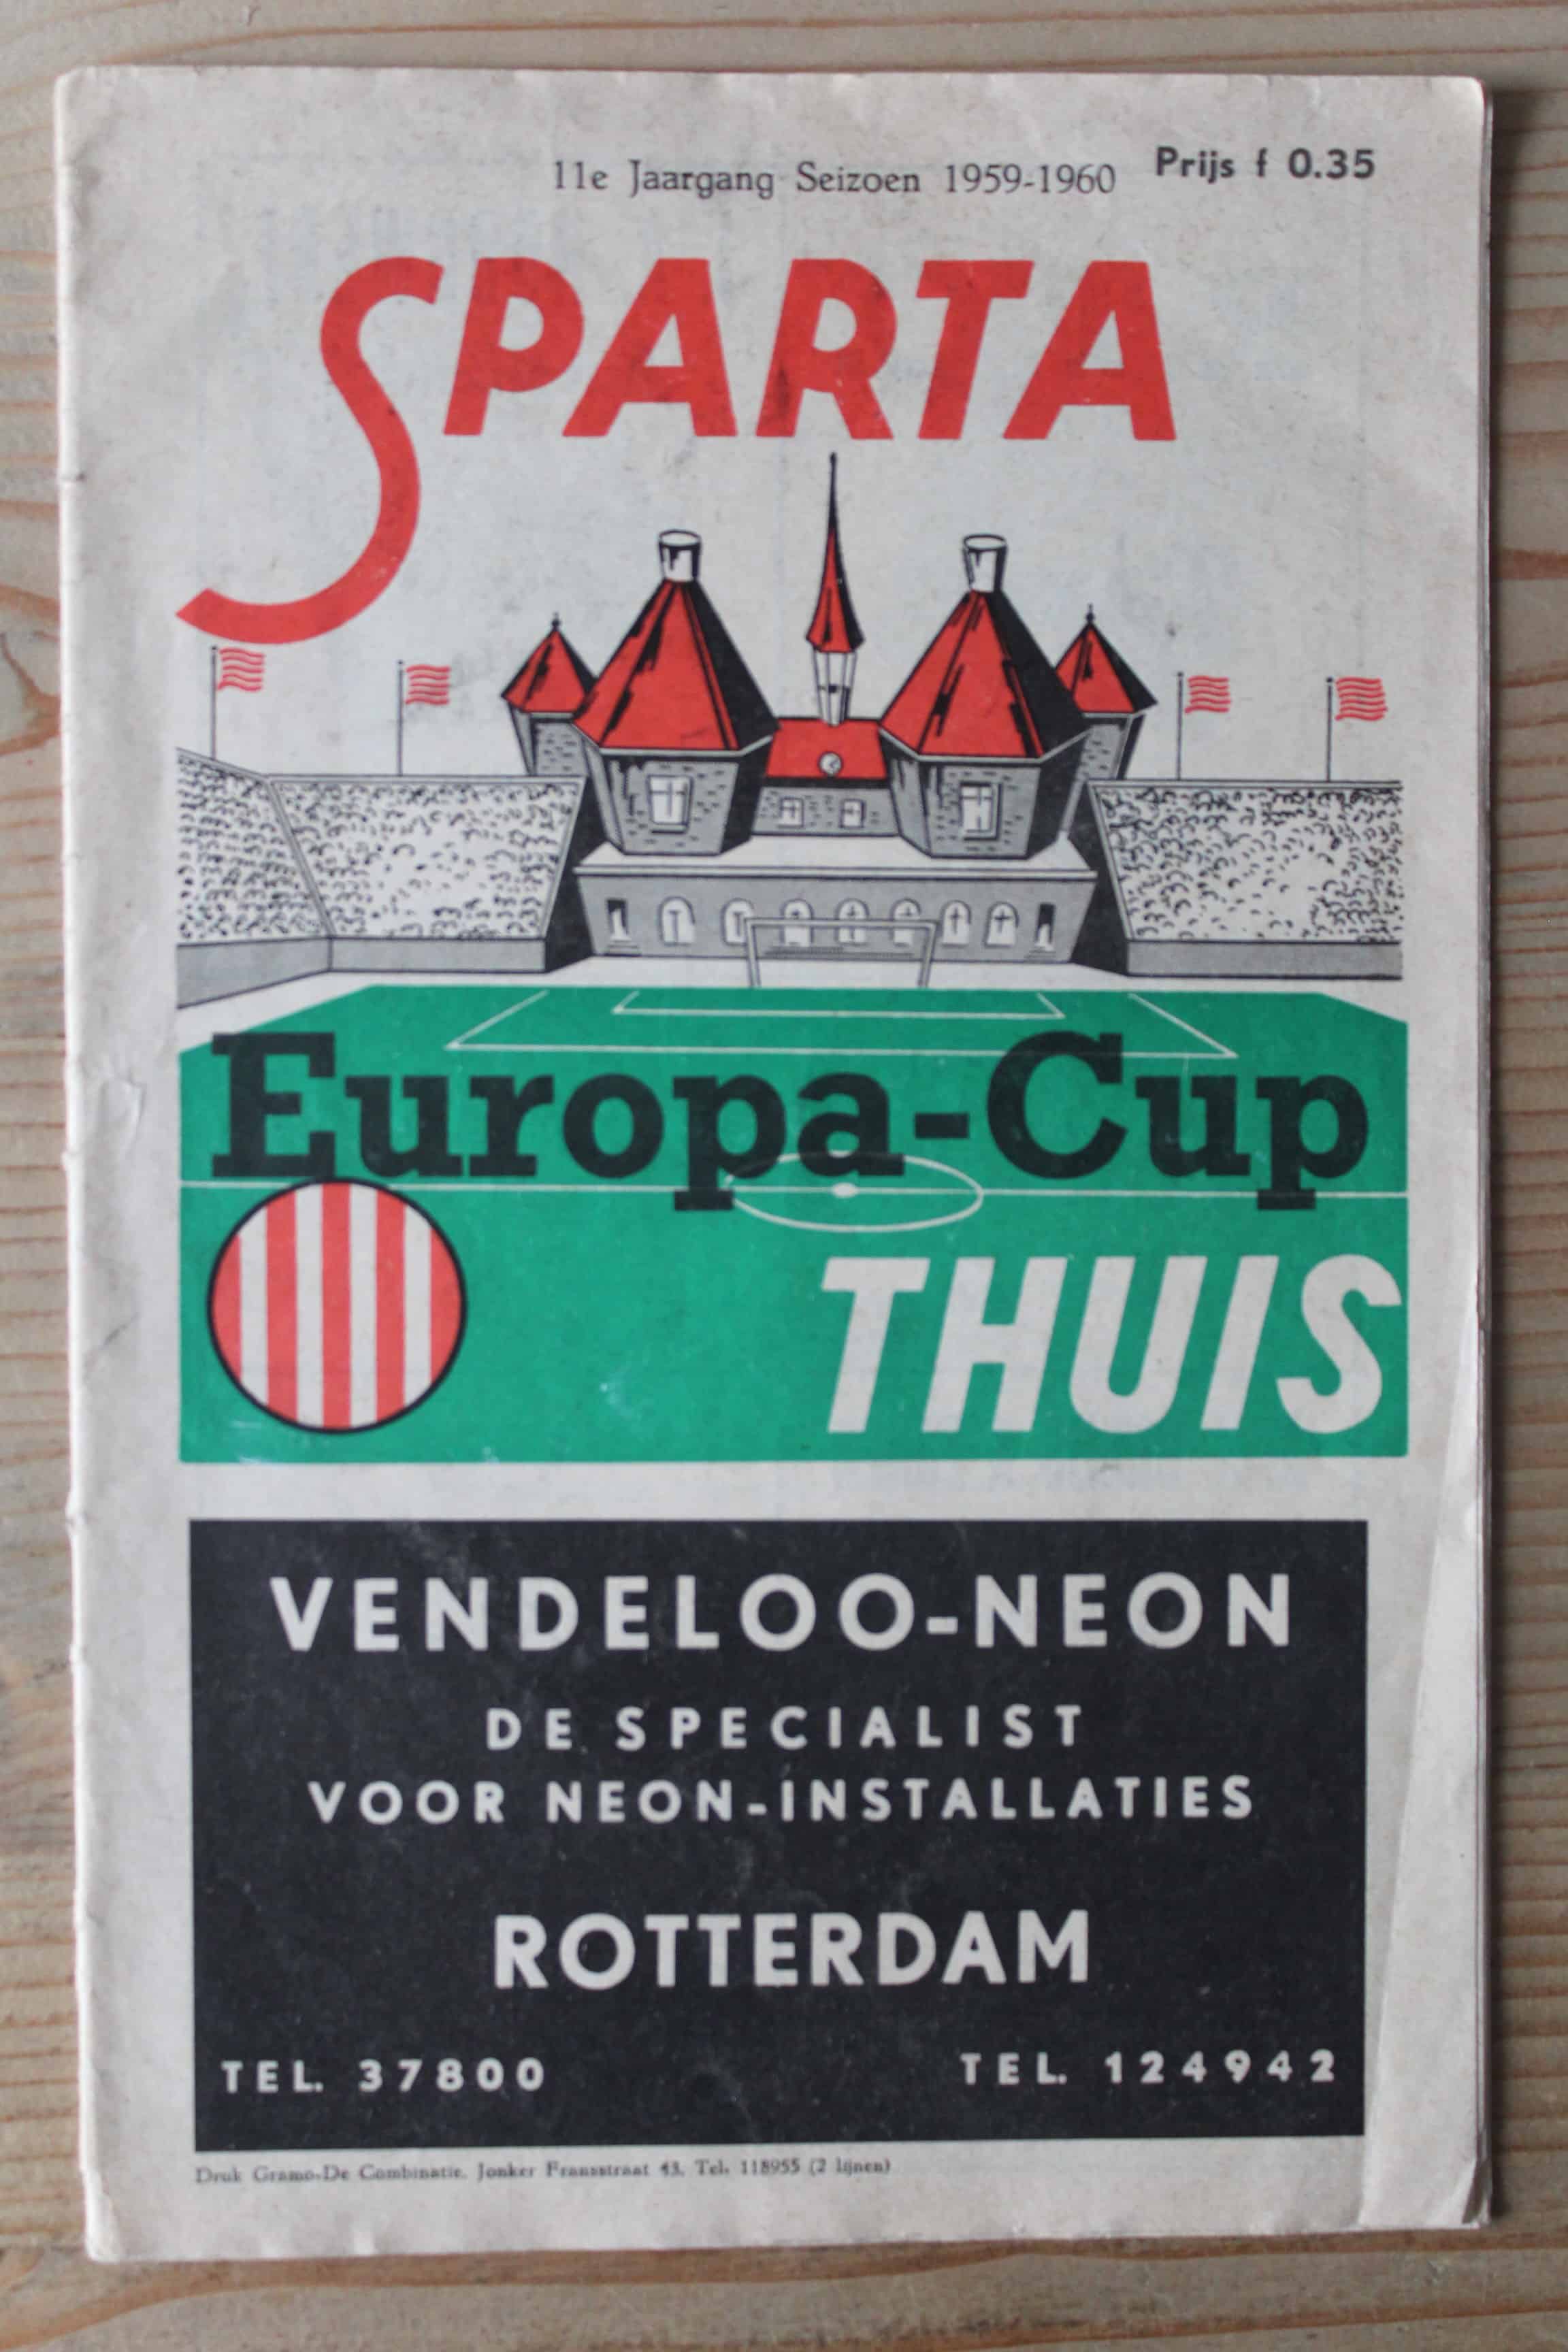 11e Jaargang Seizoen 1959-1960 Prijs f 0.35
SPARTA
Europa-Cup
THUIS
VENDELOO-NEON
DE SPECIALIST
VOOR NEON-INSTALLATIES
ROTTERDAM
TEL. 37800 TEL. 124942
Druk Gramo-De Combinatie. Jonker Fransstraat 43. Tel. 118955 (2 lijnen)